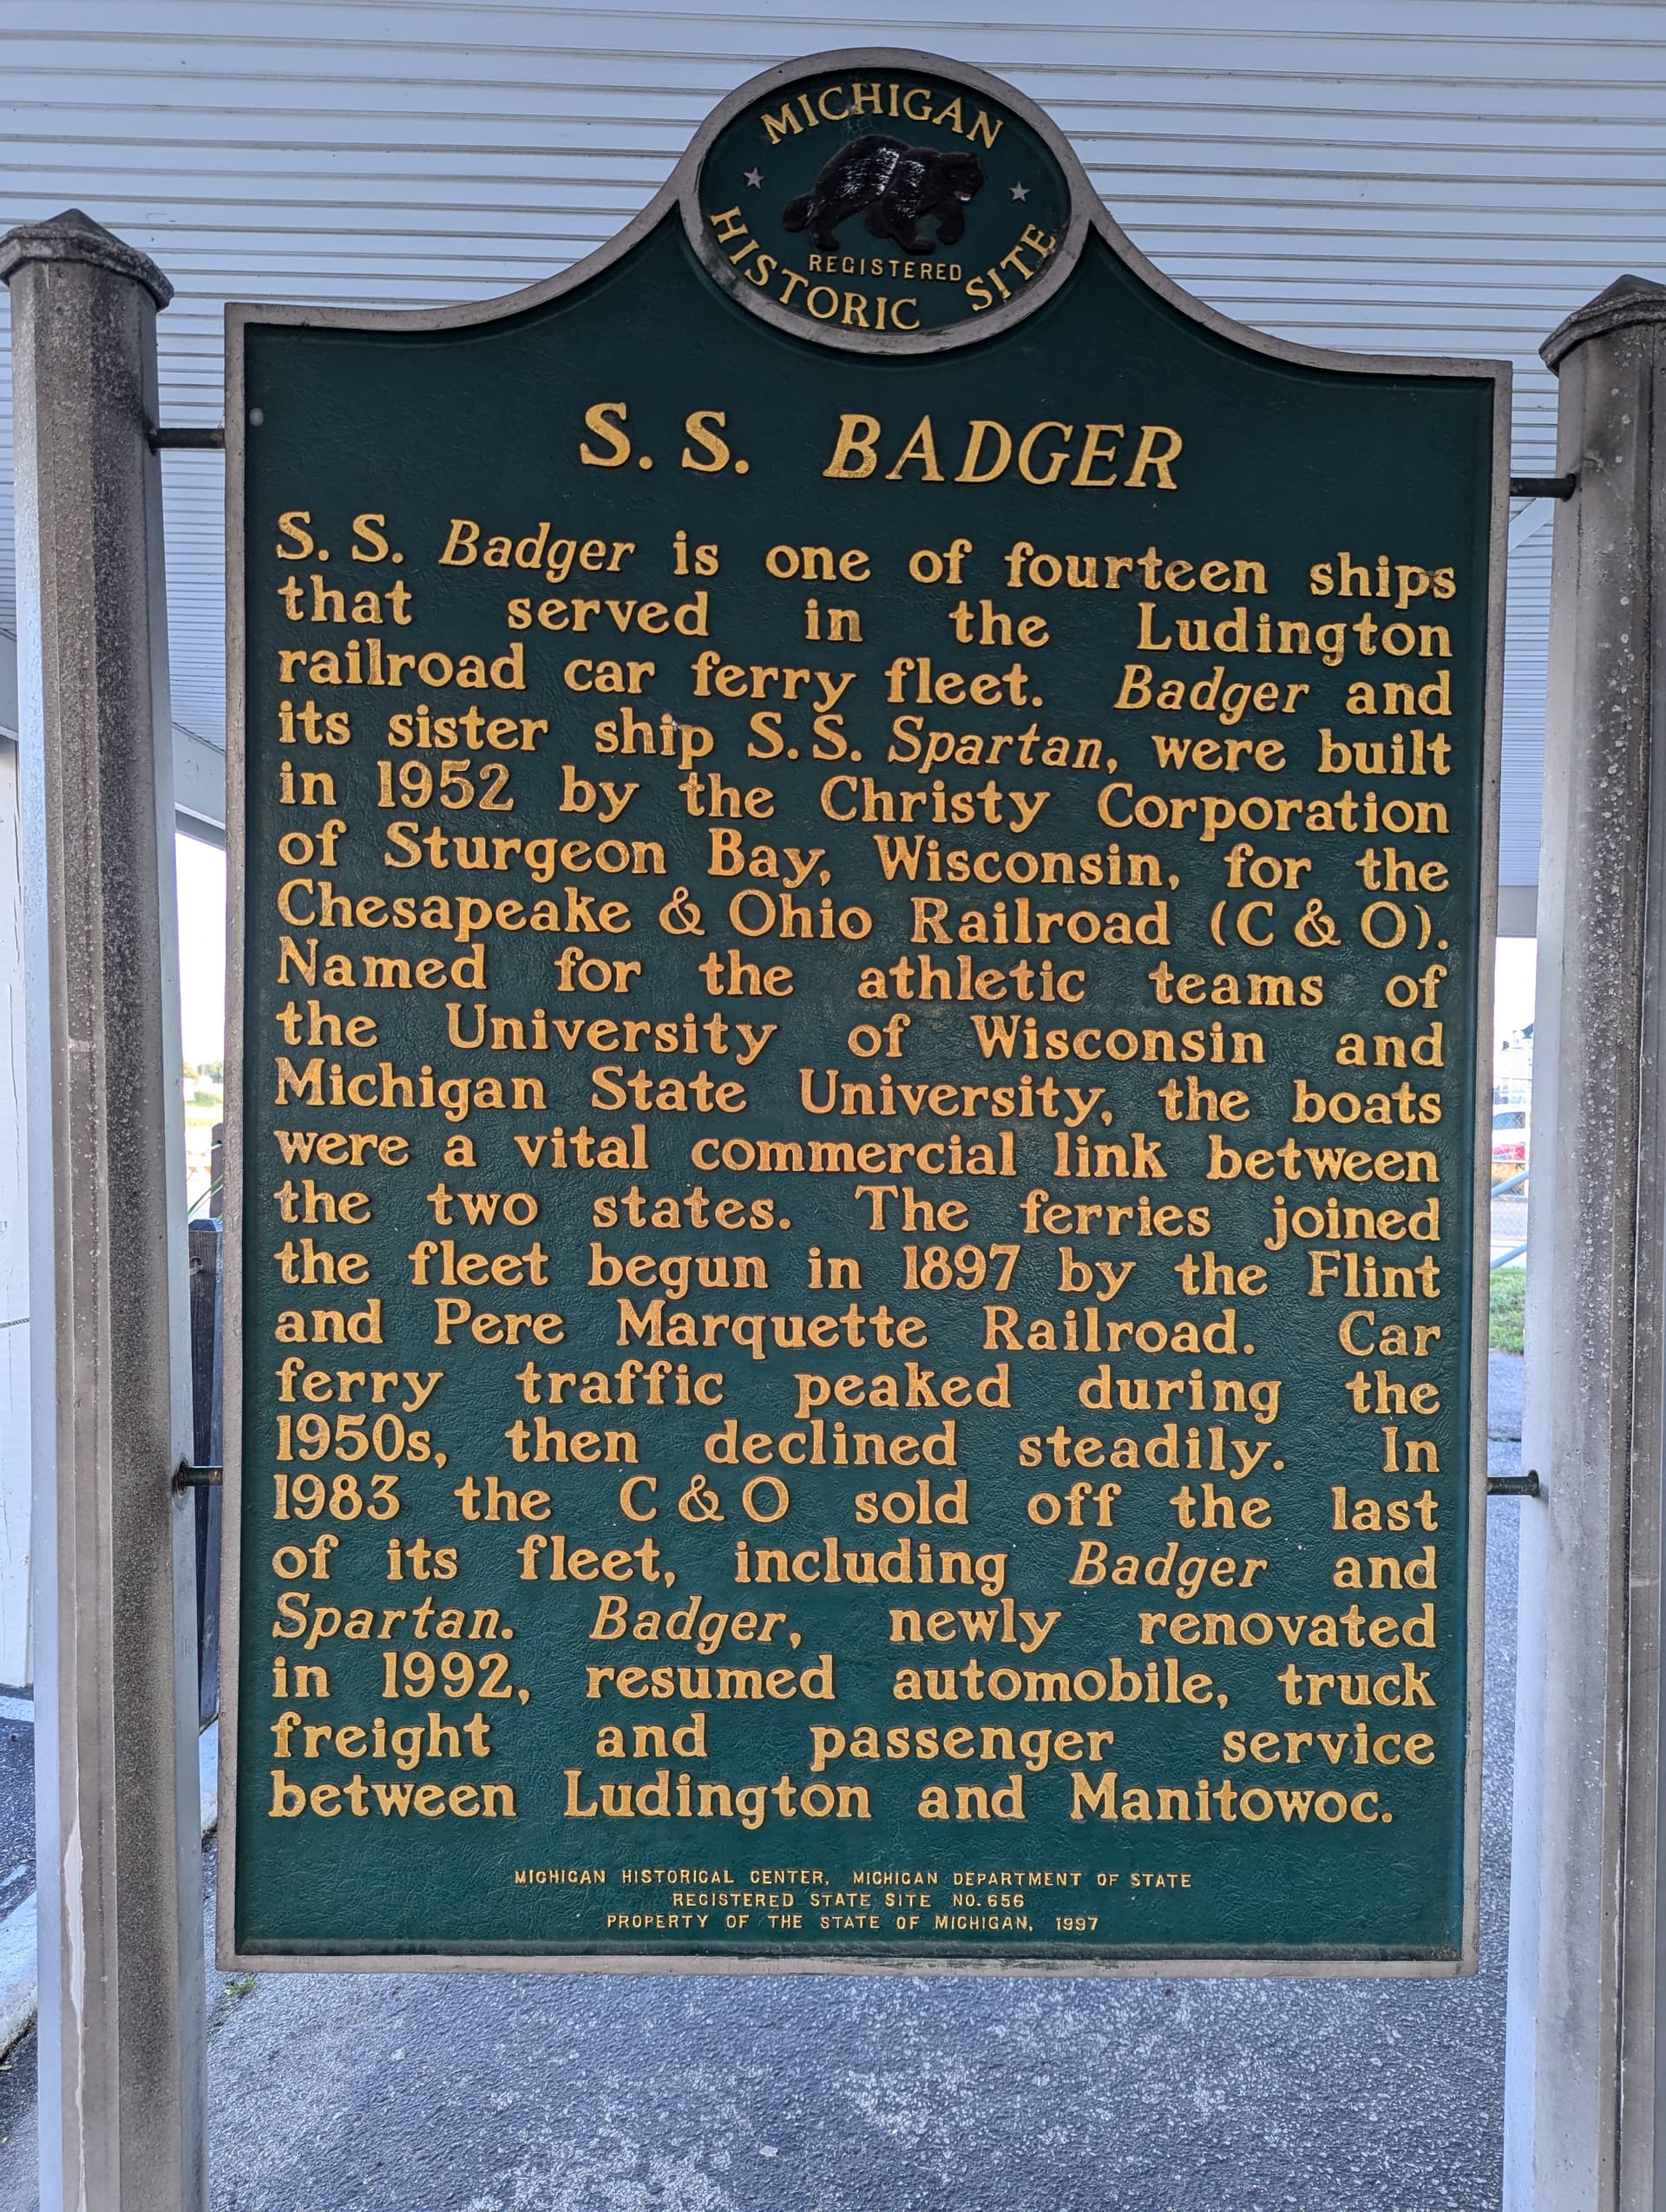 MICHIGAN
REGISTERED
HISTORIC SITE
S. S. BADGER
S. S. Badger is one of fourteen ships
that served in the Ludington
railroad car ferry fleet. Badger and
its sister ship S. S. Spartan, were built
in 1952 by the Christy Corporation
of Sturgeon Bay, Wisconsin, for the
Chesapeake & Ohio Railroad (C & O).
Named for the athletic teams of
the University of Wisconsin and
Michigan State University, the boats
were a vital commercial link between
the two states. The ferries joined
the fleet begun in 1897 by the Flint
and Pere Marquette Railroad. Car
ferry traffic peaked during the
1950s, then declined steadily. In
1983 the C & O sold off the last
of its fleet, including Badger and
Spartan. Badger, newly renovated
in 1992, resumed automobile, truck
freight and passenger service
between Ludington and Manitowoc.
MICHIGAN HISTORICAL CENTER, MICHIGAN DEPARTMENT OF STATE
REGISTERED STATE SITE NO. 656
PROPERTY OF THE STATE OF MICHIGAN, 1997